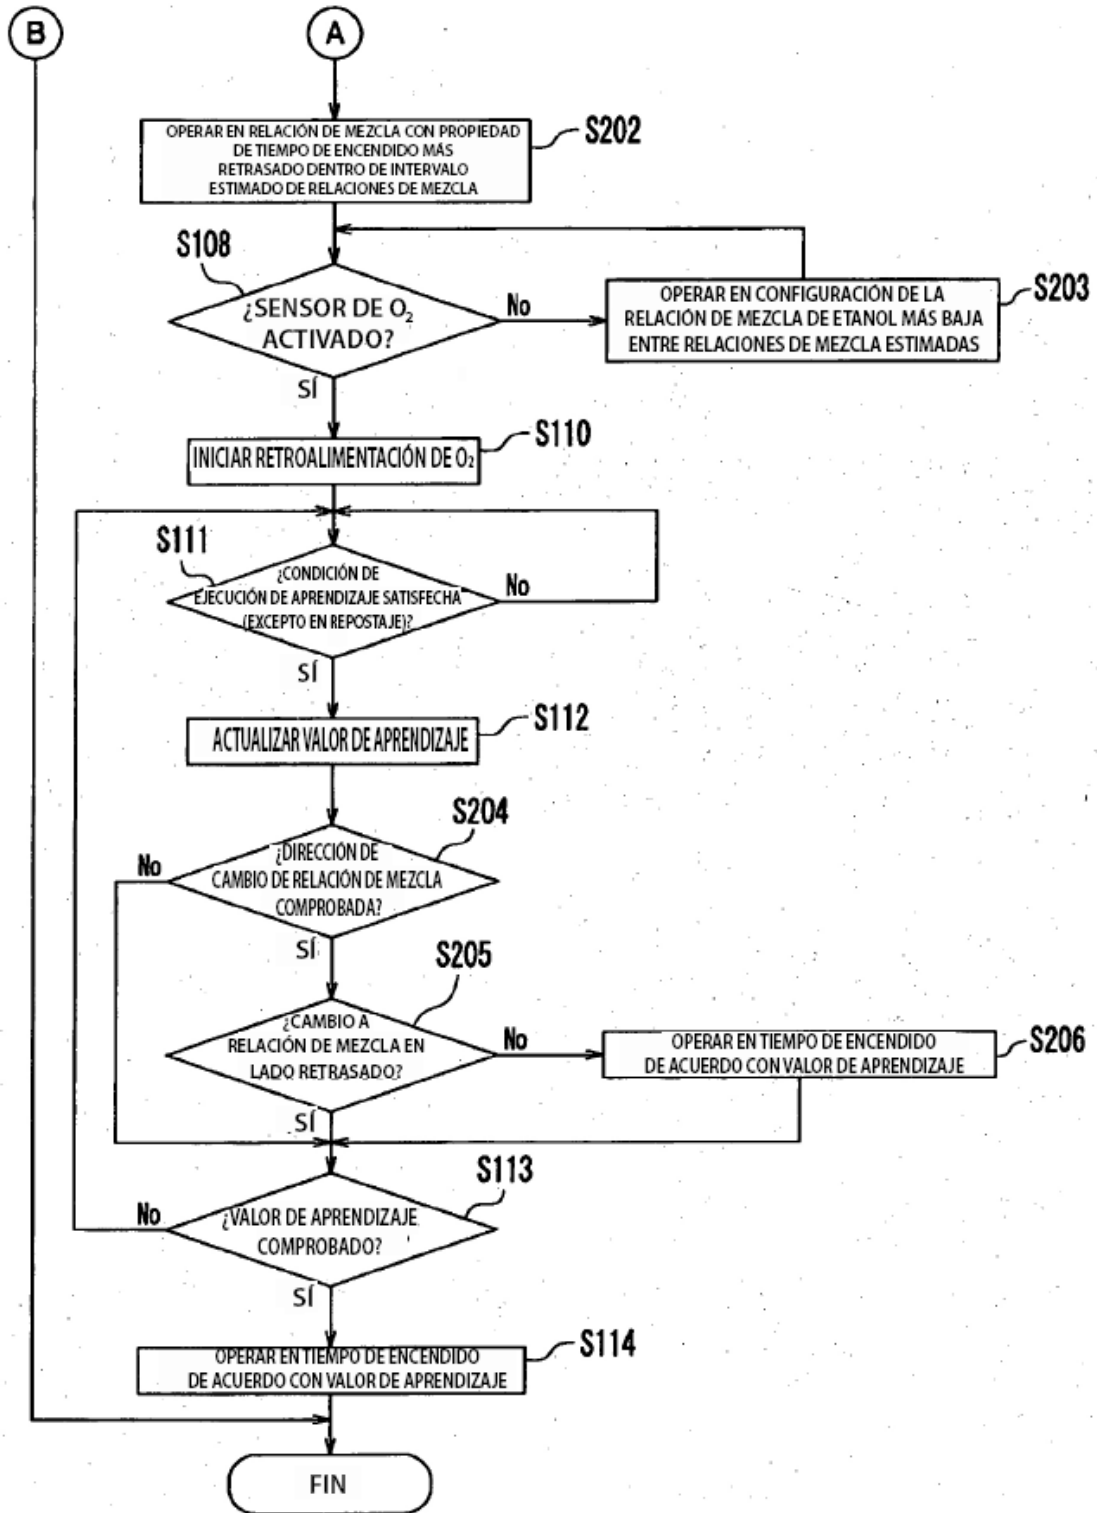 B
A
OPERAR EN RELACIÓN DE MEZCLA CON PROPIEDAD
DE TIEMPO DE ENCENDIDO MÁS
RETRASADO DENTRO DE INTERVALO
ESTIMADO DE RELACIONES DE MEZCLA
S202
S108
¿SENSOR DE O₂
ACTIVADO?
No
SÍ
OPERAR EN CONFIGURACIÓN DE LA
RELACIÓN DE MEZCLA DE ETANOL MÁS BAJA
ENTRE RELACIONES DE MEZCLA ESTIMADAS
S203
INICIAR RETROALIMENTACIÓN DE O₂
S110
S111
¿CONDICIÓN DE
EJECUCIÓN DE APRENDIZAJE SATISFECHA
(EXCEPTO EN REPOSTAJE)?
No
SÍ
ACTUALIZAR VALOR DE APRENDIZAJE
S112
S204
¿DIRECCIÓN DE
CAMBIO DE RELACIÓN DE MEZCLA
COMPROBADA?
No
SÍ
S205
¿CAMBIO A
RELACIÓN DE MEZCLA EN
LADO RETRASADO?
No
SÍ
OPERAR EN TIEMPO DE ENCENDIDO
DE ACUERDO CON VALOR DE APRENDIZAJE
S206
S113
¿VALOR DE APRENDIZAJE
COMPROBADO?
No
SÍ
OPERAR EN TIEMPO DE ENCENDIDO
DE ACUERDO CON VALOR DE APRENDIZAJE
S114
FIN